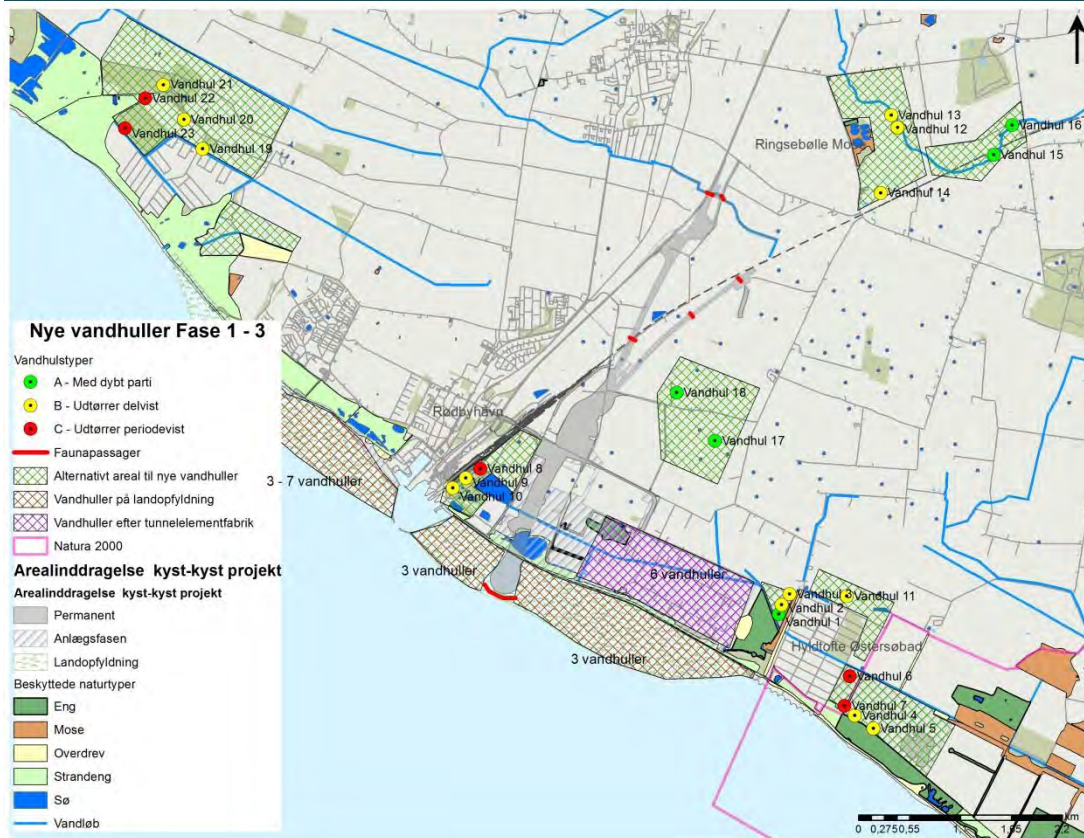 Vandhul 21
Vandhul 22
Vandhul 20
Vandhul 23
Vandhul 19
Vandhul 13
Vandhul 12
Vandhul 16
Vandhul 15
Ringsebølle Mose
Vandhul 14
Vandhul 18
Vandhul 17
Rødbyhavn
Vandhul 8
Vandhul 9
Vandhul 10
3 - 7 vandhuller
3 vandhuller
6 vandhuller
3 vandhuller
Vandhul 3
Vandhul 2
Vandhul 1
Vandhul 11
Hyldtofte Østersøbad
Vandhul 6
Vandhul 7
Vandhul 4
Vandhul 5
Nye vandhuller Fase 1 - 3
Vandhulstyper
A - Med dybt parti
B - Udtørrer delvist
C - Udtørrer periodevist
Faunapassager
Alternativt areal til nye vandhuller
Vandhuller på landopfyldning
Vandhuller efter tunnelelementfabrik
Natura 2000
Arealinddragelse kyst-kyst projekt
Arealinddragelse kyst-kyst projekt
Permanent
Anlægsfasen
Landopfyldning
Beskyttede naturtyper
Eng
Mose
Overdrev
Strandeng
Sø
Vandløb
km
0 0,275 0,55 1,1 1,65 2,2